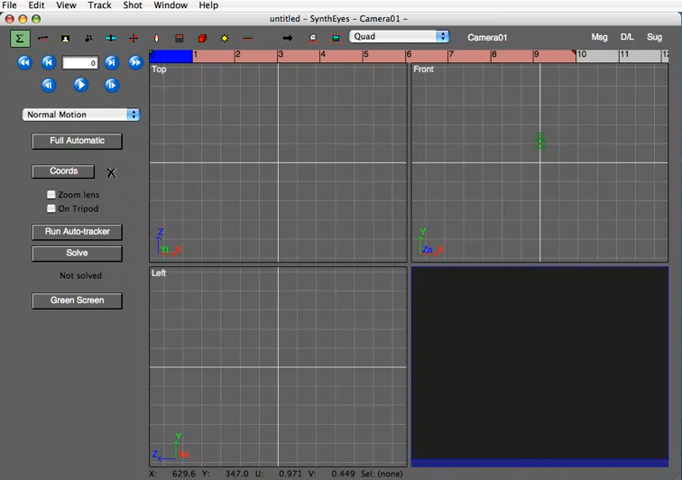 File Edit View Track Shot Window Help
untitled - SynthEyes - Camera01 -
Σ Quad Camera01 Msg D/L Sug
0 1 2 3 4 5 6 7 8 9 10 11
0
Top Front
Normal Motion
Full Automatic
Coords
Zoom lens
On Tripod
Run Auto-tracker
Solve
Not solved
Green Screen
Z X
Y Z X
Left
Y
Z
X: 629.6 Y: 347.0 U: 0.971 V: 0.449 Sel: (none)